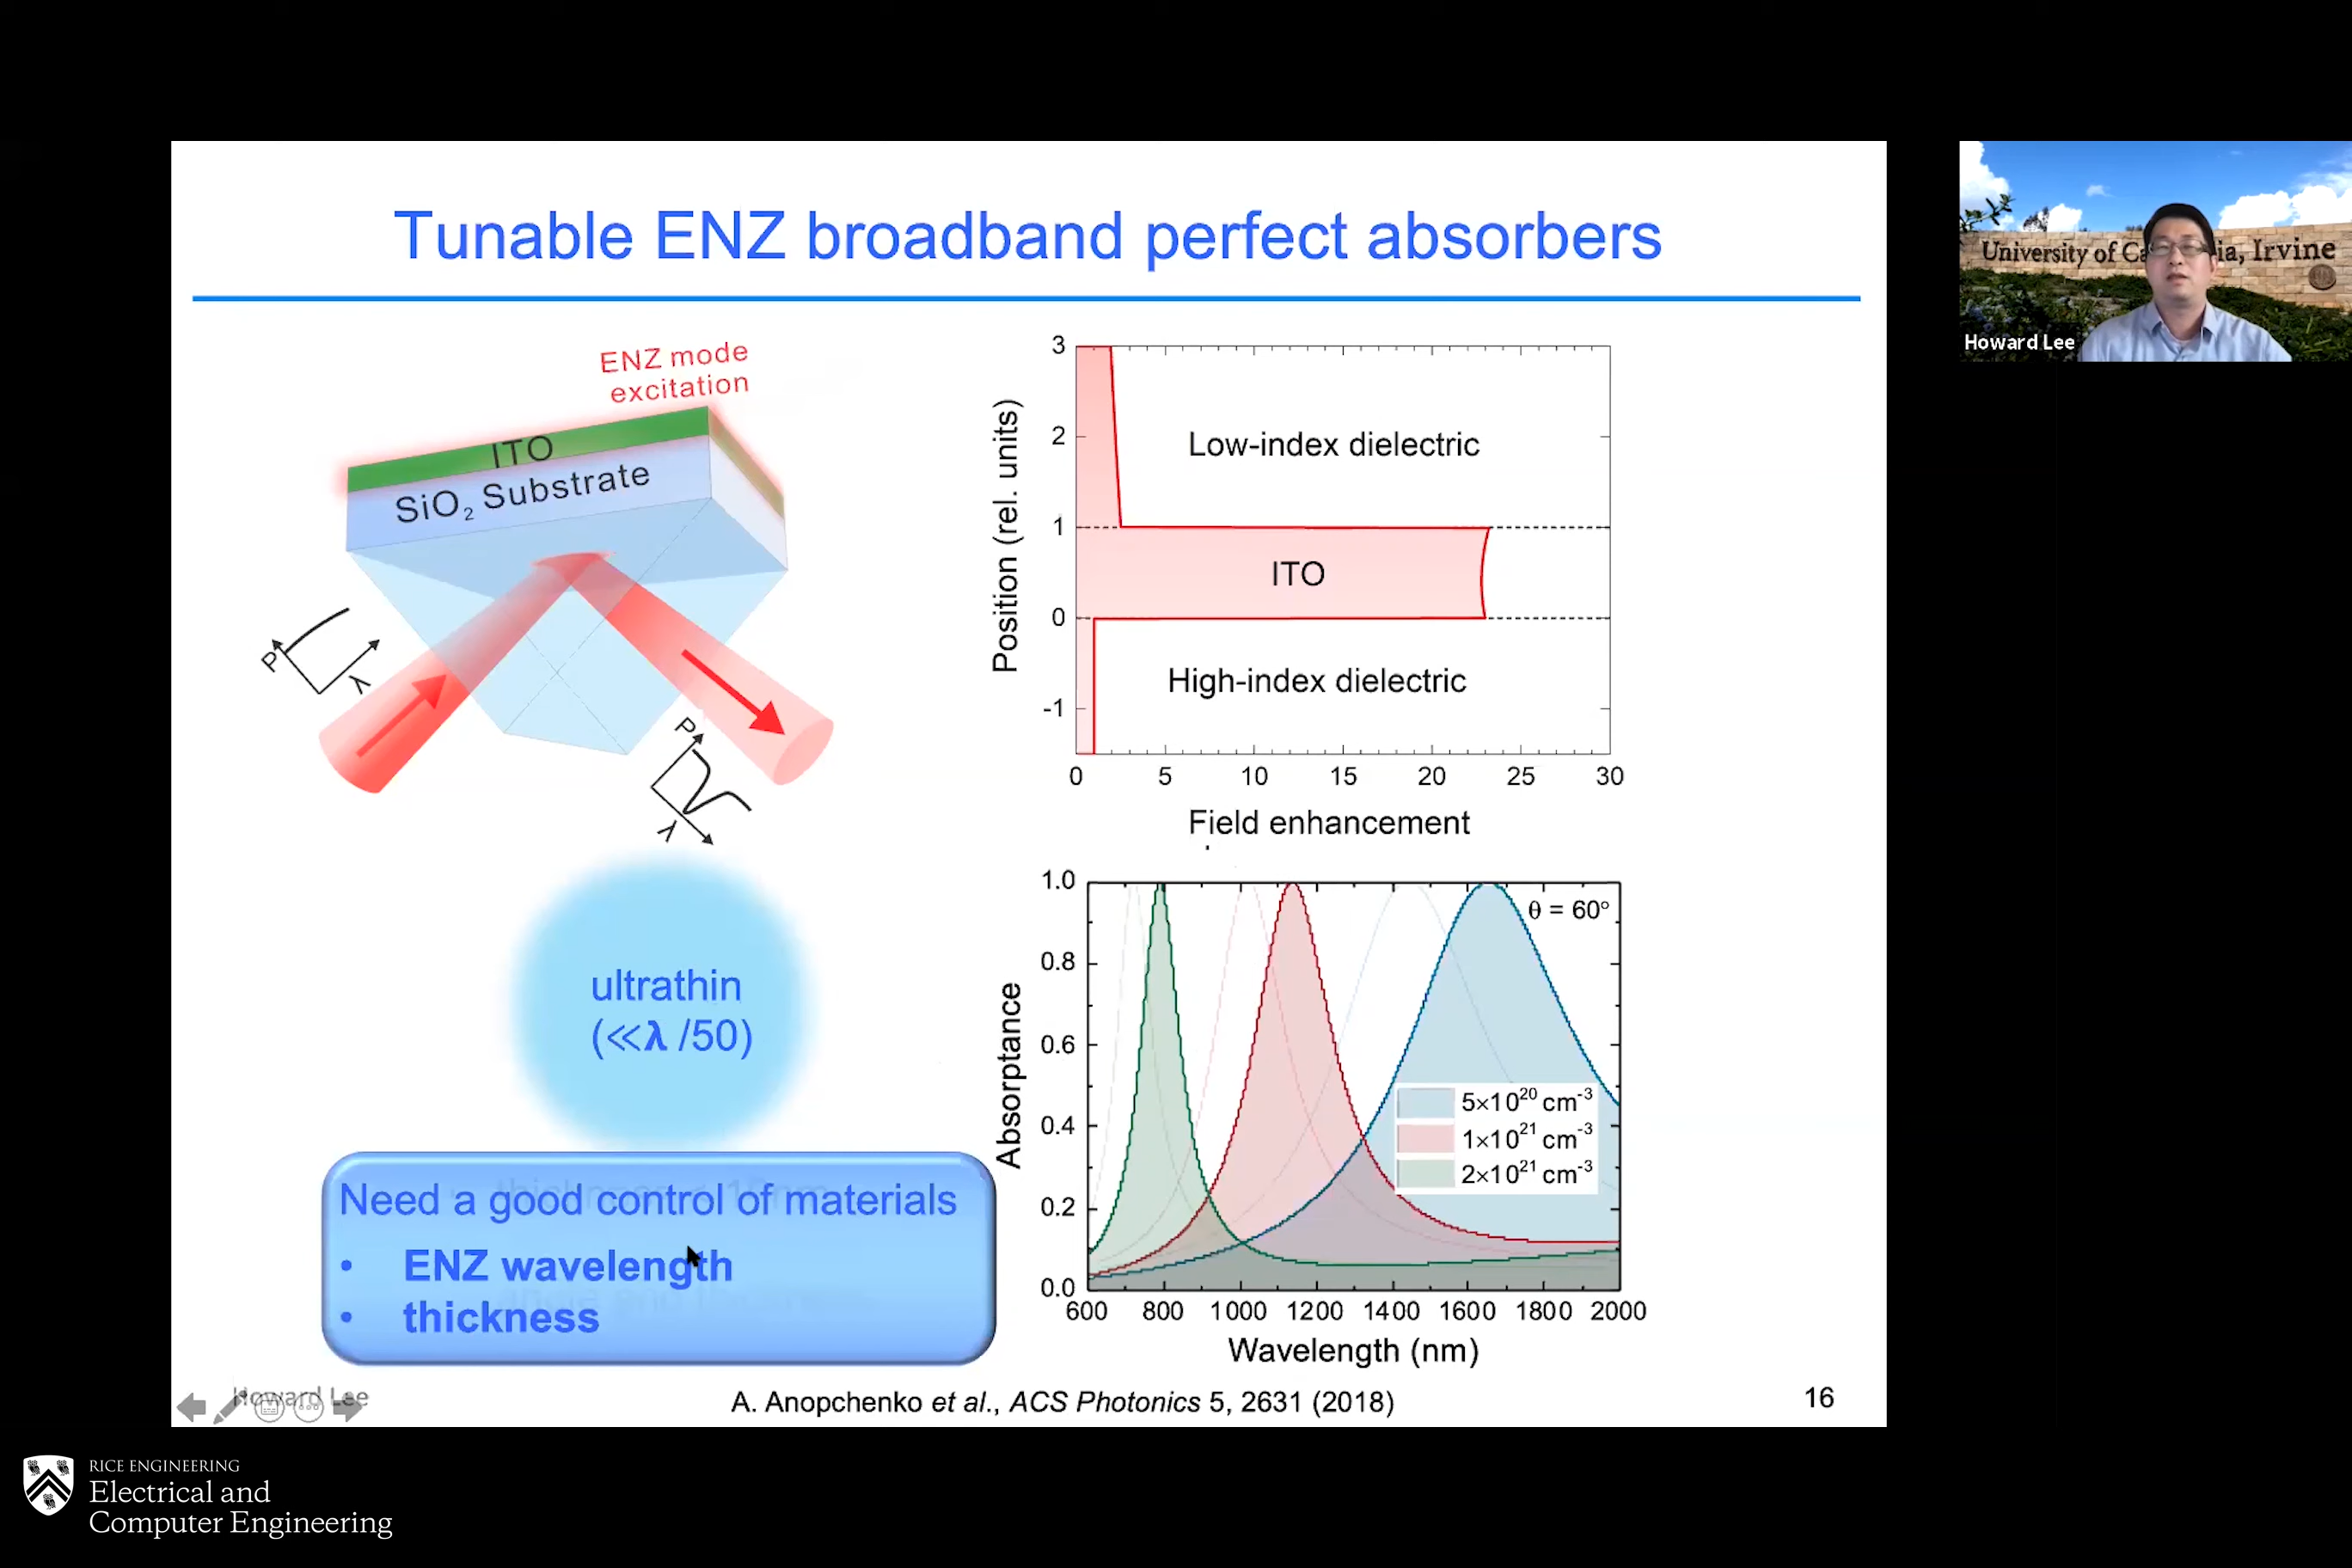 Tunable ENZ broadband perfect absorbers
University of Ca ia, Irvine
Howard Lee
ENZ mode
excitation
ITO
SiO2 Substrate
P
λ
P
λ
3
2
1
0
-1
Position (rel. units)
Low-index dielectric
ITO
High-index dielectric
0 5 10 15 20 25 30
Field enhancement
ultrathin
(≪λ /50)
Need a good control of materials
• ENZ wavelength
• thickness
1.0
0.8
0.6
0.4
0.2
0.0
Absorptance
θ = 60°
5×10^20 cm^-3
1×10^21 cm^-3
2×10^21 cm^-3
600 800 1000 1200 1400 1600 1800 2000
Wavelength (nm)
Howard Lee
A. Anopchenko et al., ACS Photonics 5, 2631 (2018)
16
RICE ENGINEERING
Electrical and
Computer Engineering